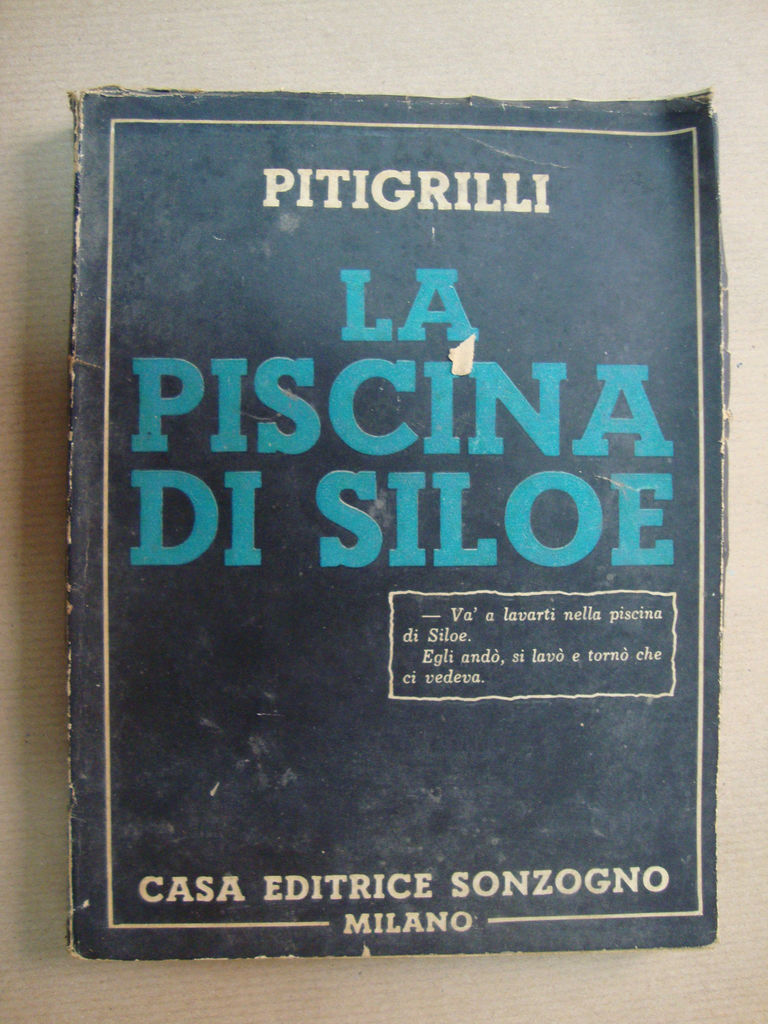 PITIGRILLI
LA
PISCINA
DI SILOE
— Va' a lavarti nella piscina
di Siloe.
Egli andò, si lavò e tornò che
ci vedeva.
CASA EDITRICE SONZOGNO
MILANO